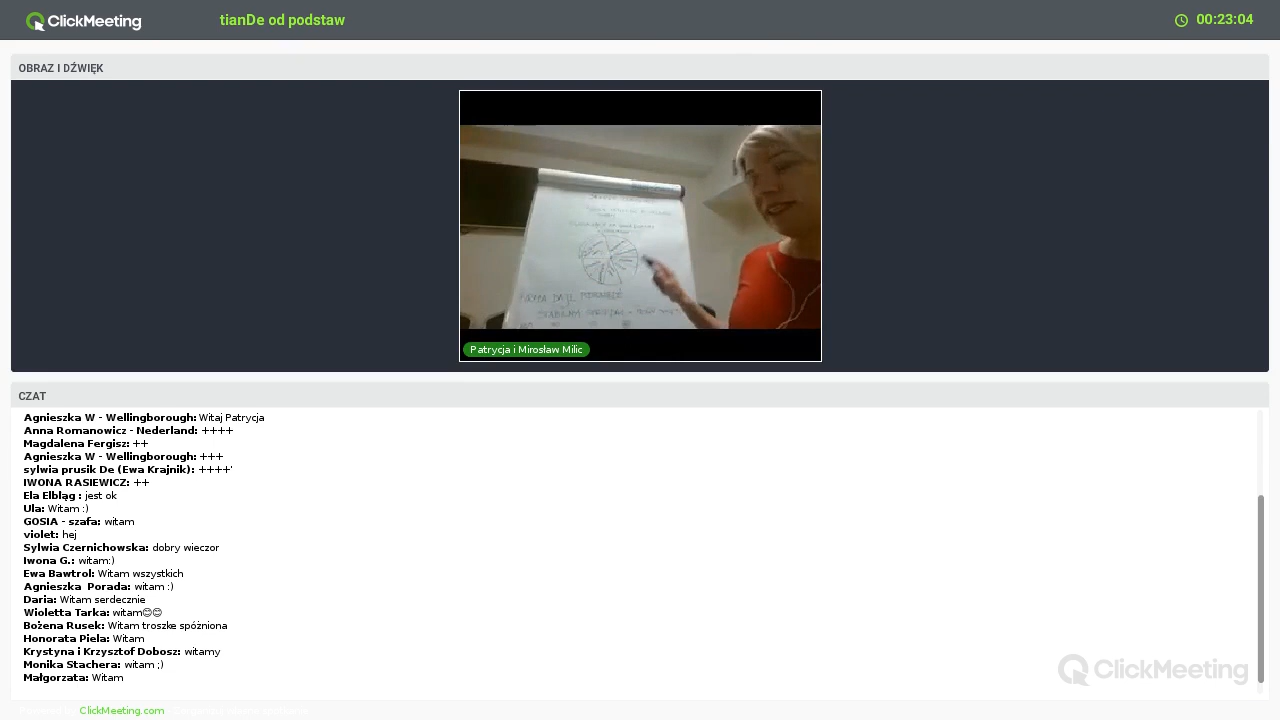 ClickMeeting
tianDe od podstaw
00:23:04
OBRAZ I DŹWIĘK
Patrycja i Mirosław Milic
CZAT
Agnieszka W - Wellingborough: Witaj Patrycja
Anna Romanowicz - Nederland: ++++
Magdalena Fergisz: ++
Agnieszka W - Wellingborough: +++
sylwia prusik De (Ewa Krajnik): ++++'
IWONA RASIEWICZ: ++
Ela Elbląg : jest ok
Ula: Witam :)
GOSIA - szafa: witam
violet: hej
Sylwia Czernichowska: dobry wieczor
Iwona G.: witam:)
Ewa Bawtrol: Witam wszystkich
Agnieszka  Porada: witam :)
Daria: Witam serdecznie
Wioletta Tarka: witam😊😊
Bożena Rusek: Witam troszke spóżniona
Honorata Piela: Witam
Krystyna i Krzysztof Dobosz: witamy
Monika Stachera: witam ;)
Małgorzata: Witam
ClickMeeting
ClickMeeting.com